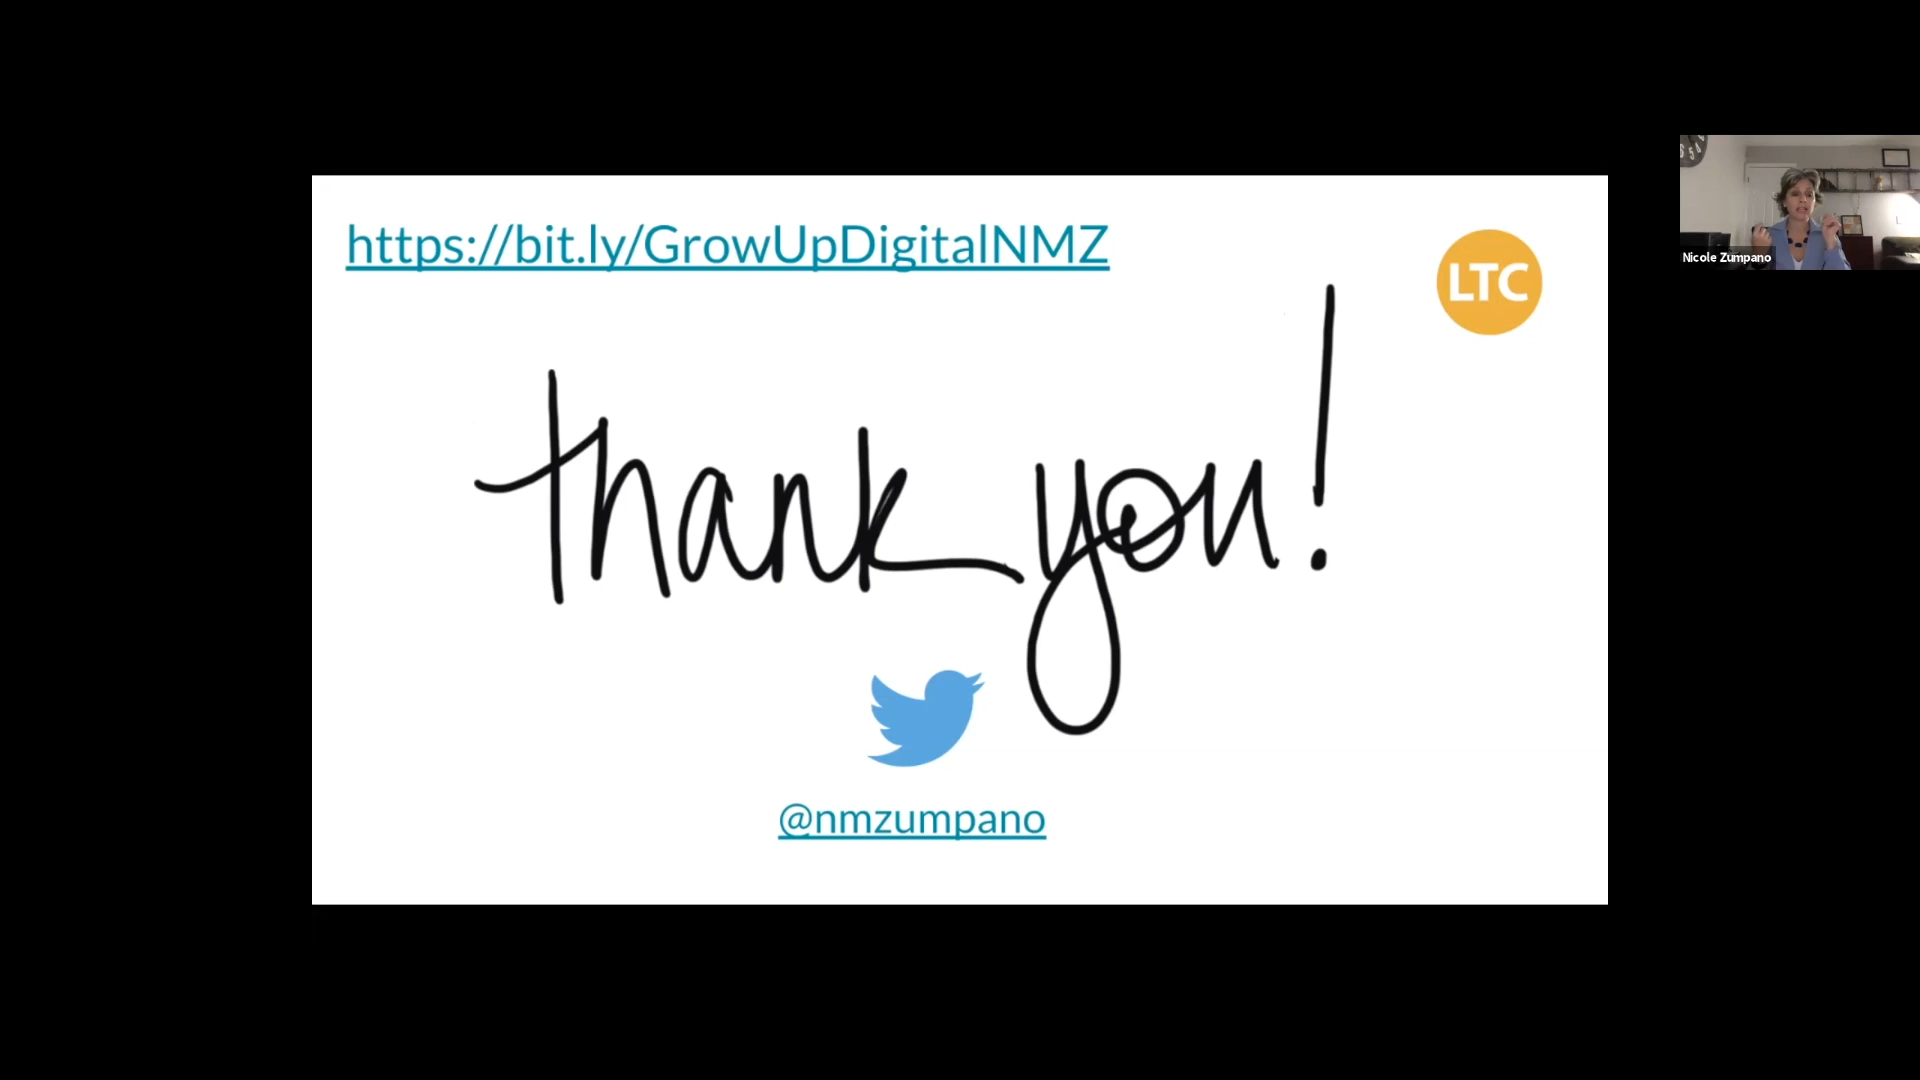 https://bit.ly/GrowUpDigitalNMZ
LTC
thank you!
@nmzumpano
Nicole Zumpano